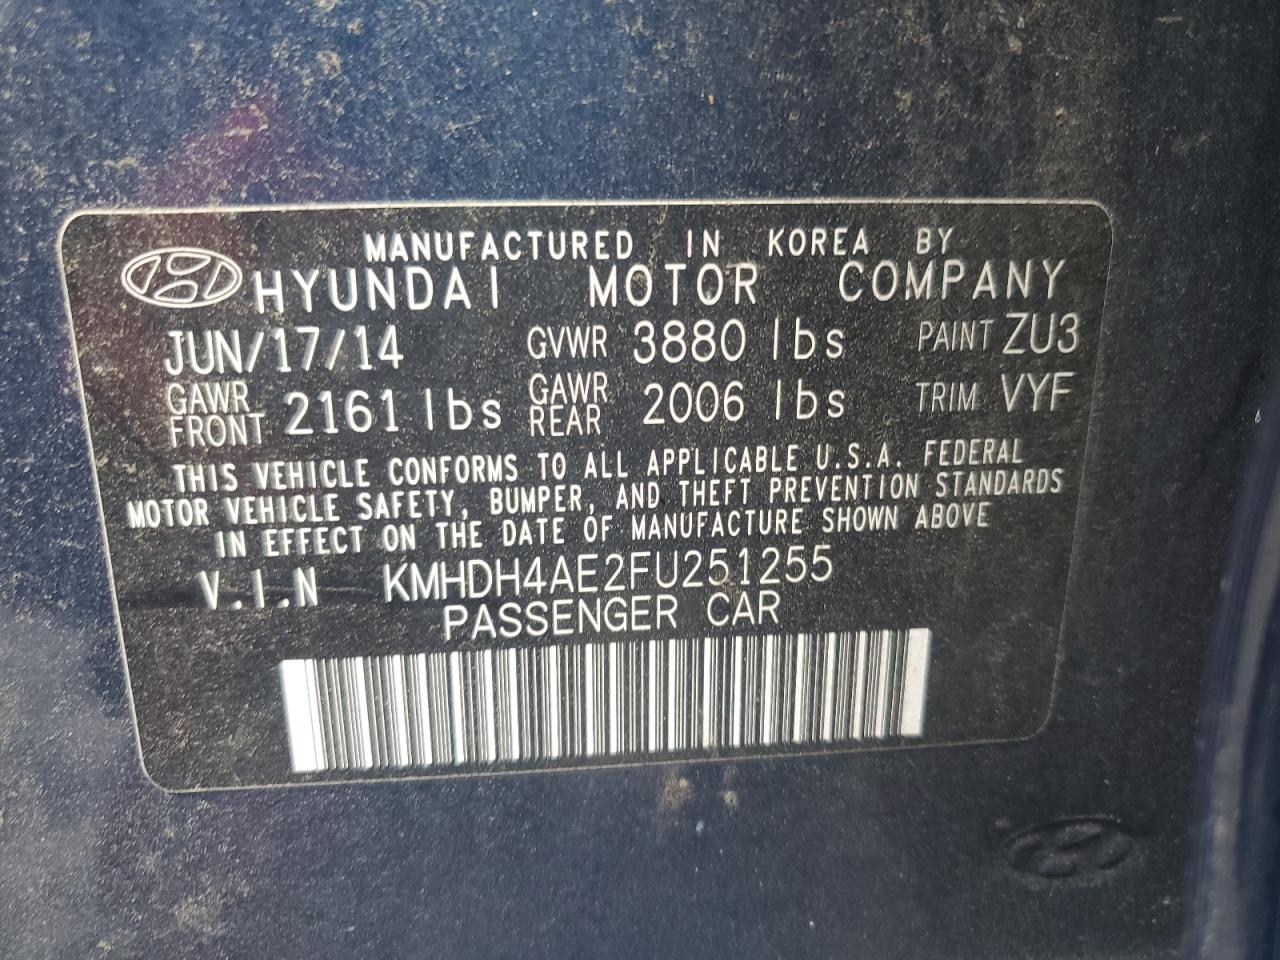 MANUFACTURED IN KOREA BY
HYUNDAI MOTOR COMPANY
JUN/17/14 GVWR 3880 lbs PAINT ZU3
GAWR FRONT 2161 lbs GAWR REAR 2006 lbs TRIM VYF
THIS VEHICLE CONFORMS TO ALL APPLICABLE U.S.A. FEDERAL
MOTOR VEHICLE SAFETY, BUMPER, AND THEFT PREVENTION STANDARDS
IN EFFECT ON THE DATE OF MANUFACTURE SHOWN ABOVE
V.I.N KMHDH4AE2FU251255
PASSENGER CAR